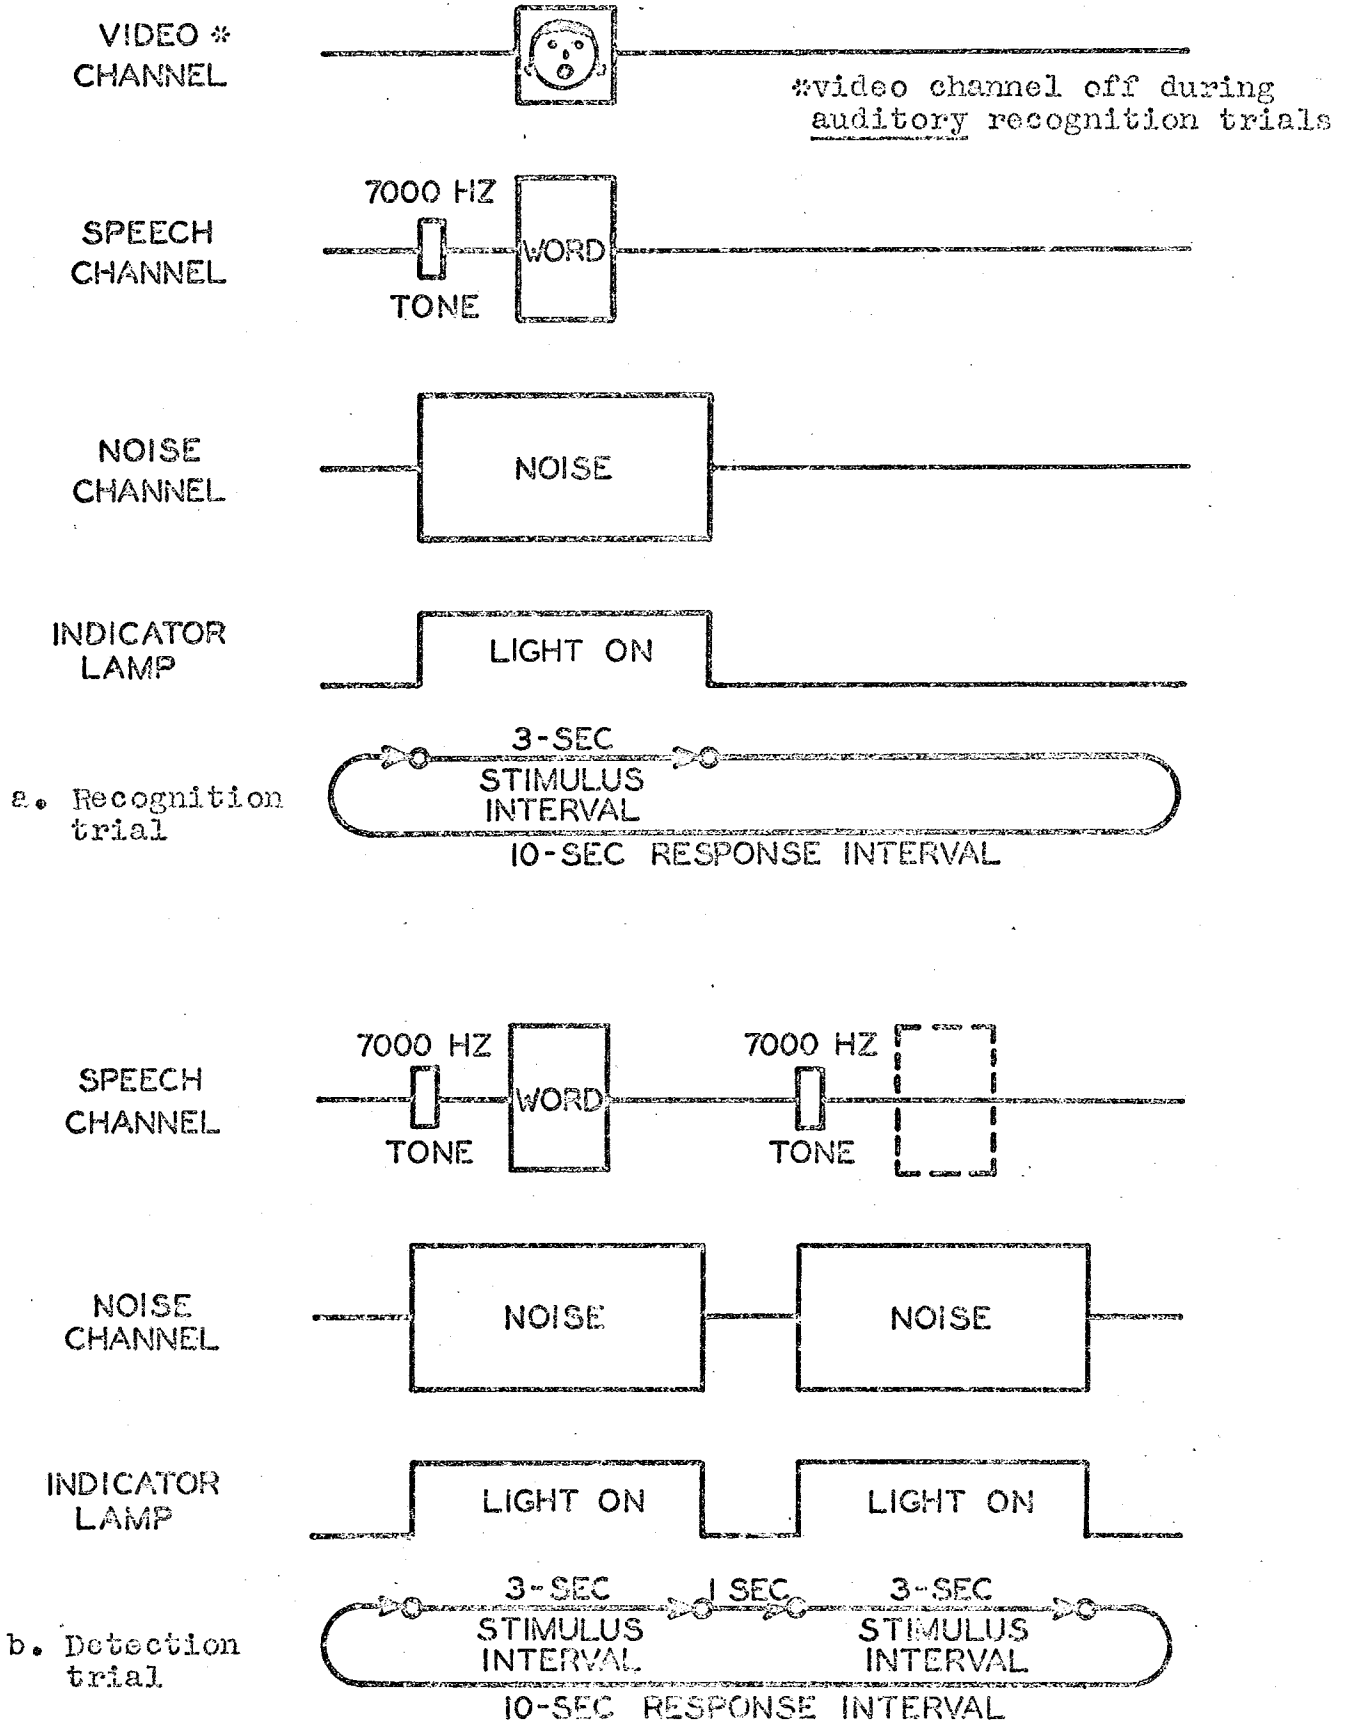 VIDEO *
CHANNEL
*video channel off during
auditory recognition trials
7000 HZ
SPEECH
CHANNEL
WORD
TONE
NOISE
CHANNEL
NOISE
INDICATOR
LAMP
LIGHT ON
3-SEC
STIMULUS
INTERVAL
a. Recognition
trial
10-SEC RESPONSE INTERVAL
7000 HZ
7000 HZ
SPEECH
CHANNEL
WORD
TONE
TONE
NOISE
CHANNEL
NOISE
NOISE
INDICATOR
LAMP
LIGHT ON
LIGHT ON
3-SEC
STIMULUS
INTERVAL
1 SEC
3-SEC
STIMULUS
INTERVAL
b. Detection
trial
10-SEC RESPONSE INTERVAL